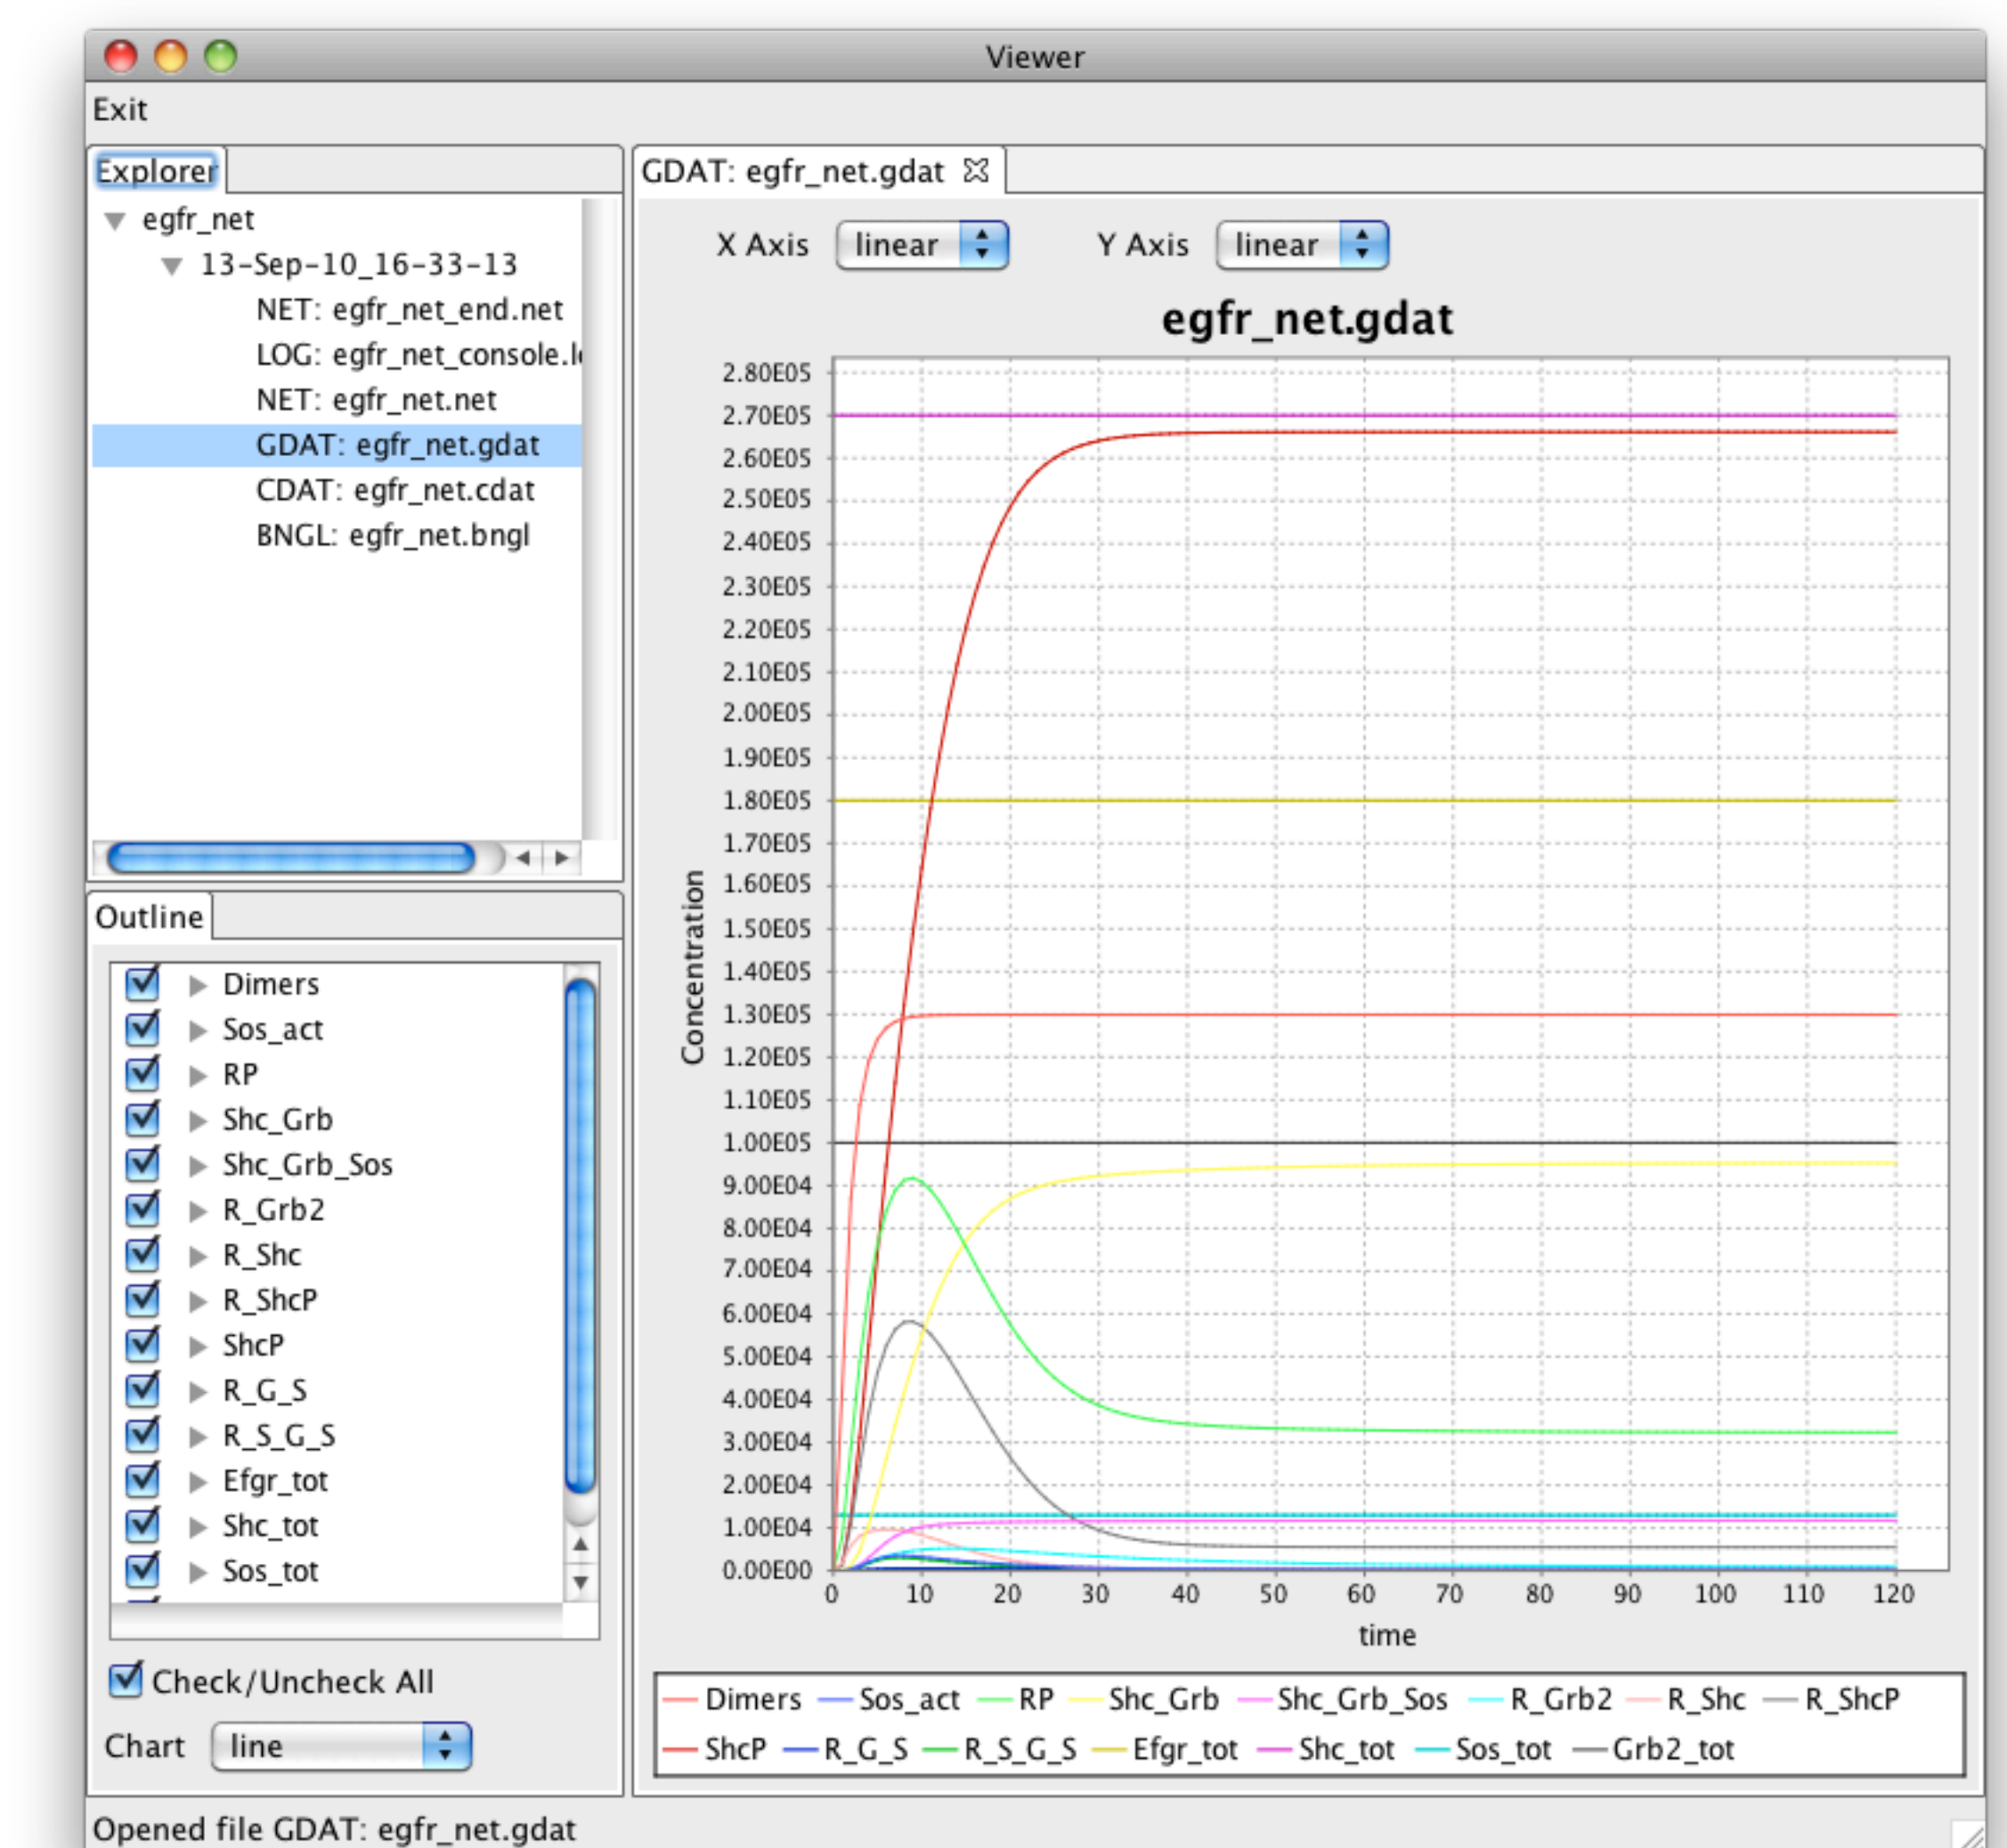 Viewer
Exit
Explorer
egfr_net
13-Sep-10_16-33-13
NET: egfr_net_end.net
LOG: egfr_net_console.l
NET: egfr_net.net
GDAT: egfr_net.gdat
CDAT: egfr_net.cdat
BNGL: egfr_net.bngl
Outline
Dimers
Sos_act
RP
Shc_Grb
Shc_Grb_Sos
R_Grb2
R_Shc
R_ShcP
ShcP
R_G_S
R_S_G_S
Efgr_tot
Shc_tot
Sos_tot
Check/Uncheck All
Chart line
GDAT: egfr_net.gdat
X Axis linear Y Axis linear
egfr_net.gdat
2.80E05
2.70E05
2.60E05
2.50E05
2.40E05
2.30E05
2.20E05
2.10E05
2.00E05
1.90E05
1.80E05
1.70E05
1.60E05
1.50E05
1.40E05
1.30E05
1.20E05
1.10E05
1.00E05
9.00E04
8.00E04
7.00E04
6.00E04
5.00E04
4.00E04
3.00E04
2.00E04
1.00E04
0.00E00
Concentration
0 10 20 30 40 50 60 70 80 90 100 110 120
time
Dimers Sos_act RP Shc_Grb Shc_Grb_Sos R_Grb2 R_Shc R_ShcP
ShcP R_G_S R_S_G_S Efgr_tot Shc_tot Sos_tot Grb2_tot
Opened file GDAT: egfr_net.gdat